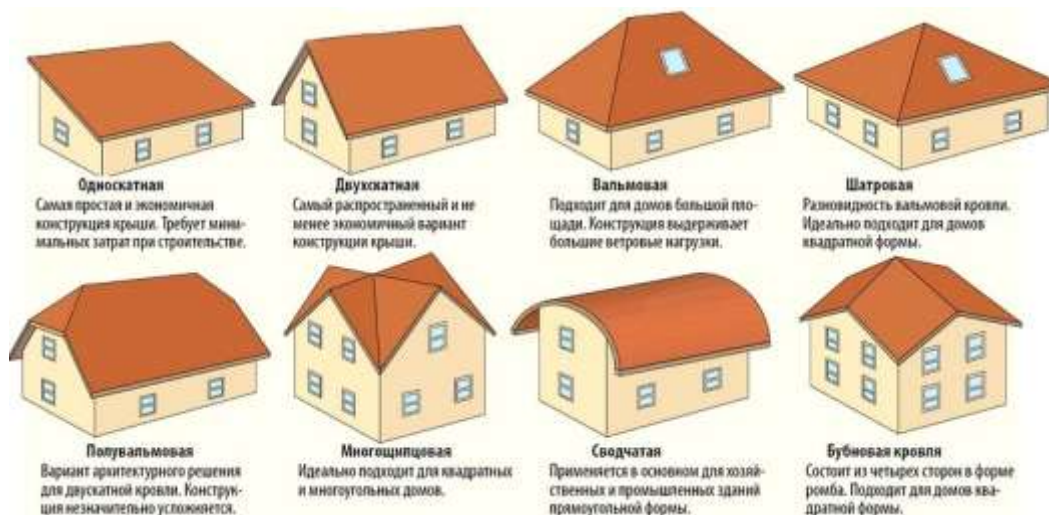 Односкатная
Самая простая и экономичная
конструкция крыши. Требует мини-
мальных затрат при строительстве.
Двухскатная
Самый распространенный и не
менее экономичный вариант
конструкции крыши.
Вальмовая
Подходит для домов большой пло-
щади. Конструкция выдерживает
большие ветровые нагрузки.
Шатровая
Разновидность вальмовой кровли.
Идеально подходит для домов
квадратной формы.
Полувальмовая
Вариант архитектурного решения
для двускатной кровли. Конструк-
ция незначительно усложняется.
Многощипцовая
Идеально подходит для квадратных
и многоугольных домов.
Сводчатая
Применяется в основном для хозяй-
ственных и промышленных зданий
прямоугольной формы.
Бубновая кровля
Состоит из четырех сторон в форме
ромба. Подходит для домов ква-
дратной формы.